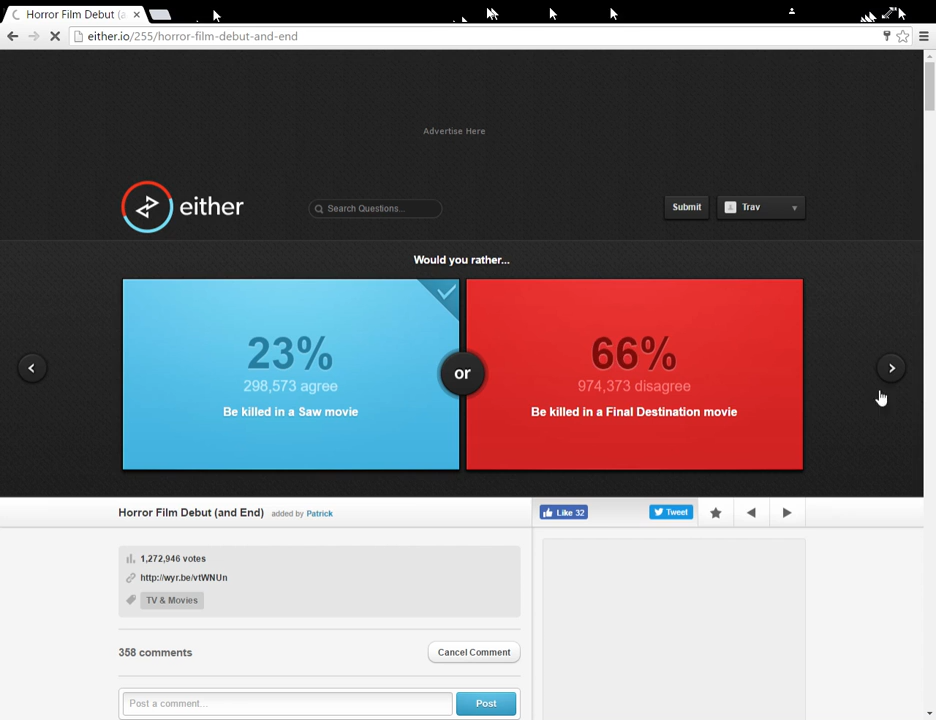 Horror Film Debut (a
either.io/255/horror-film-debut-and-end
Advertise Here
either
Search Questions...
Submit
Trav
Would you rather...
23%
298,573 agree
Be killed in a Saw movie
or
66%
974,373 disagree
Be killed in a Final Destination movie
Horror Film Debut (and End) added by Patrick
Like 32
Tweet
1,272,946 votes
http://wyr.be/vtWNUn
TV & Movies
358 comments
Cancel Comment
Post a comment...
Post